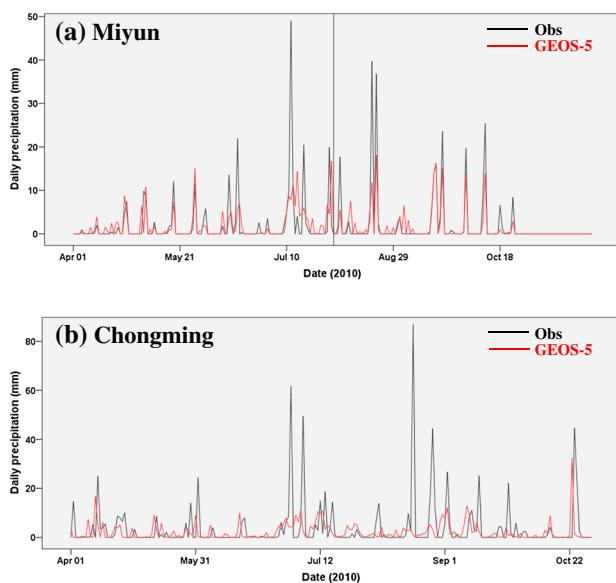 (a) Miyun
Obs
GEOS-5
Daily precipitation (mm)
50
40
30
20
10
0
Apr 01
May 21
Jul 10
Aug 29
Oct 18
Date (2010)
(b) Chongming
Obs
GEOS-5
Daily precipitation (mm)
80
60
40
20
0
Apr 01
May 31
Jul 12
Sep 1
Oct 22
Date (2010)